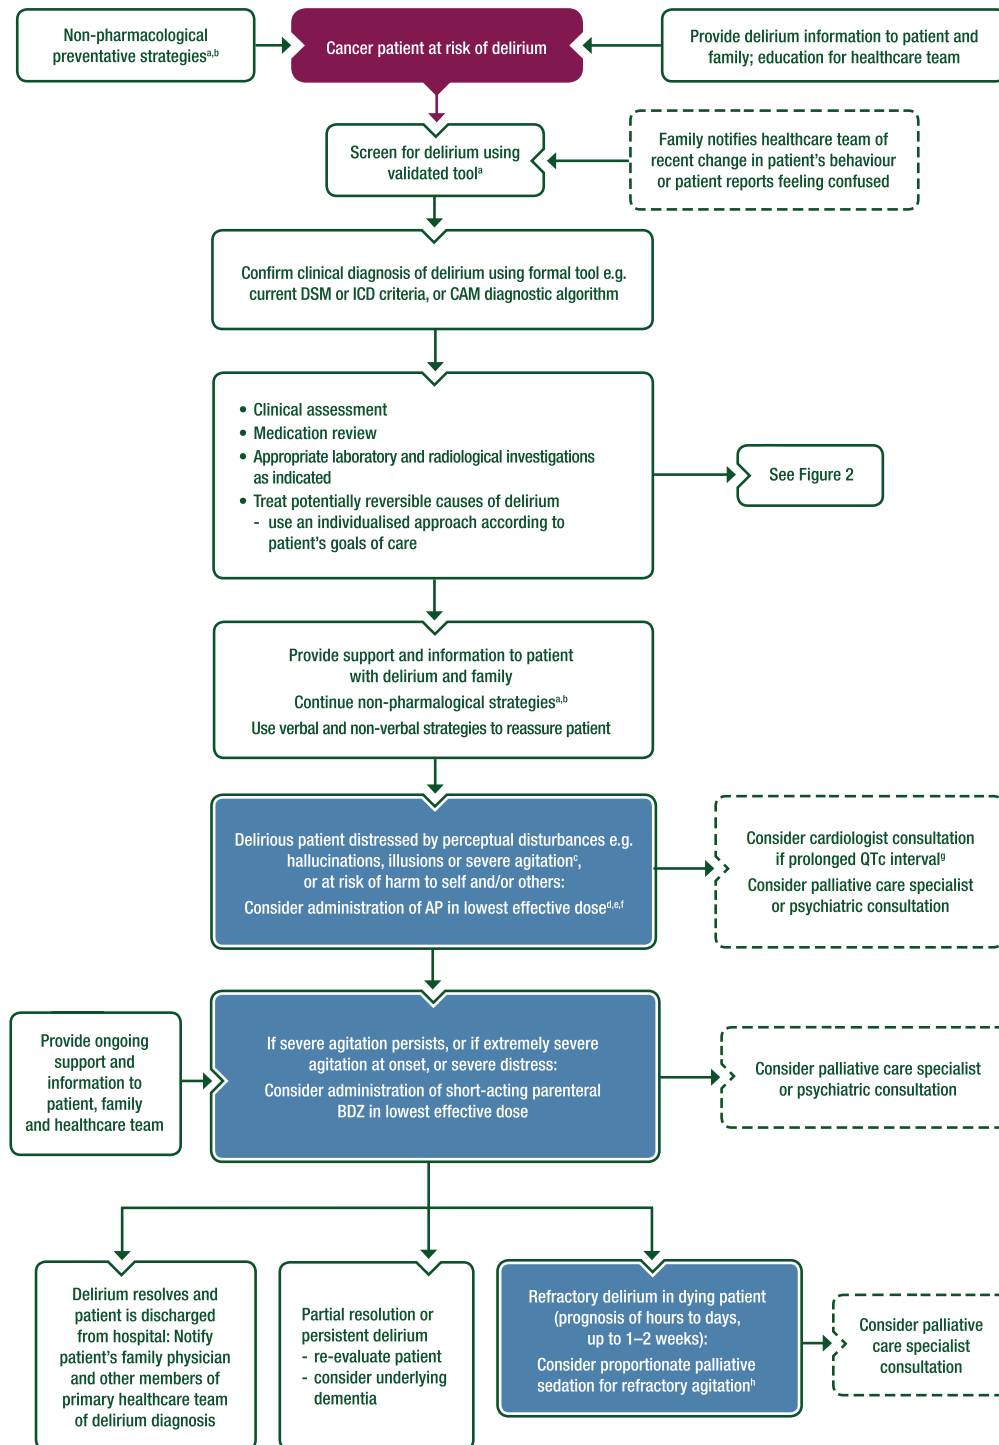 Non-pharmacological
preventative strategiesa,b
Cancer patient at risk of delirium
Provide delirium information to patient and
family; education for healthcare team
Screen for delirium using
validated toola
Family notifies healthcare team of
recent change in patient's behaviour
or patient reports feeling confused
Confirm clinical diagnosis of delirium using formal tool e.g.
current DSM or ICD criteria, or CAM diagnostic algorithm
• Clinical assessment
• Medication review
• Appropriate laboratory and radiological investigations
as indicated
• Treat potentially reversible causes of delirium
- use an individualised approach according to
patient's goals of care
See Figure 2
Provide support and information to patient
with delirium and family
Continue non-pharmalogical strategiesa,b
Use verbal and non-verbal strategies to reassure patient
Delirious patient distressed by perceptual disturbances e.g.
hallucinations, illusions or severe agitationc,
or at risk of harm to self and/or others:
Consider administration of AP in lowest effective dosed,e,f
Consider cardiologist consultation
if prolonged QTc intervalg
Consider palliative care specialist
or psychiatric consultation
Provide ongoing
support and
information to
patient, family
and healthcare team
If severe agitation persists, or if extremely severe
agitation at onset, or severe distress:
Consider administration of short-acting parenteral
BDZ in lowest effective dose
Consider palliative care specialist
or psychiatric consultation
Delirium resolves and
patient is discharged
from hospital: Notify
patient's family physician
and other members of
primary healthcare team
of delirium diagnosis
Partial resolution or
persistent delirium
- re-evaluate patient
- consider underlying
dementia
Refractory delirium in dying patient
(prognosis of hours to days,
up to 1–2 weeks):
Consider proportionate palliative
sedation for refractory agitationh
Consider palliative
care specialist
consultation